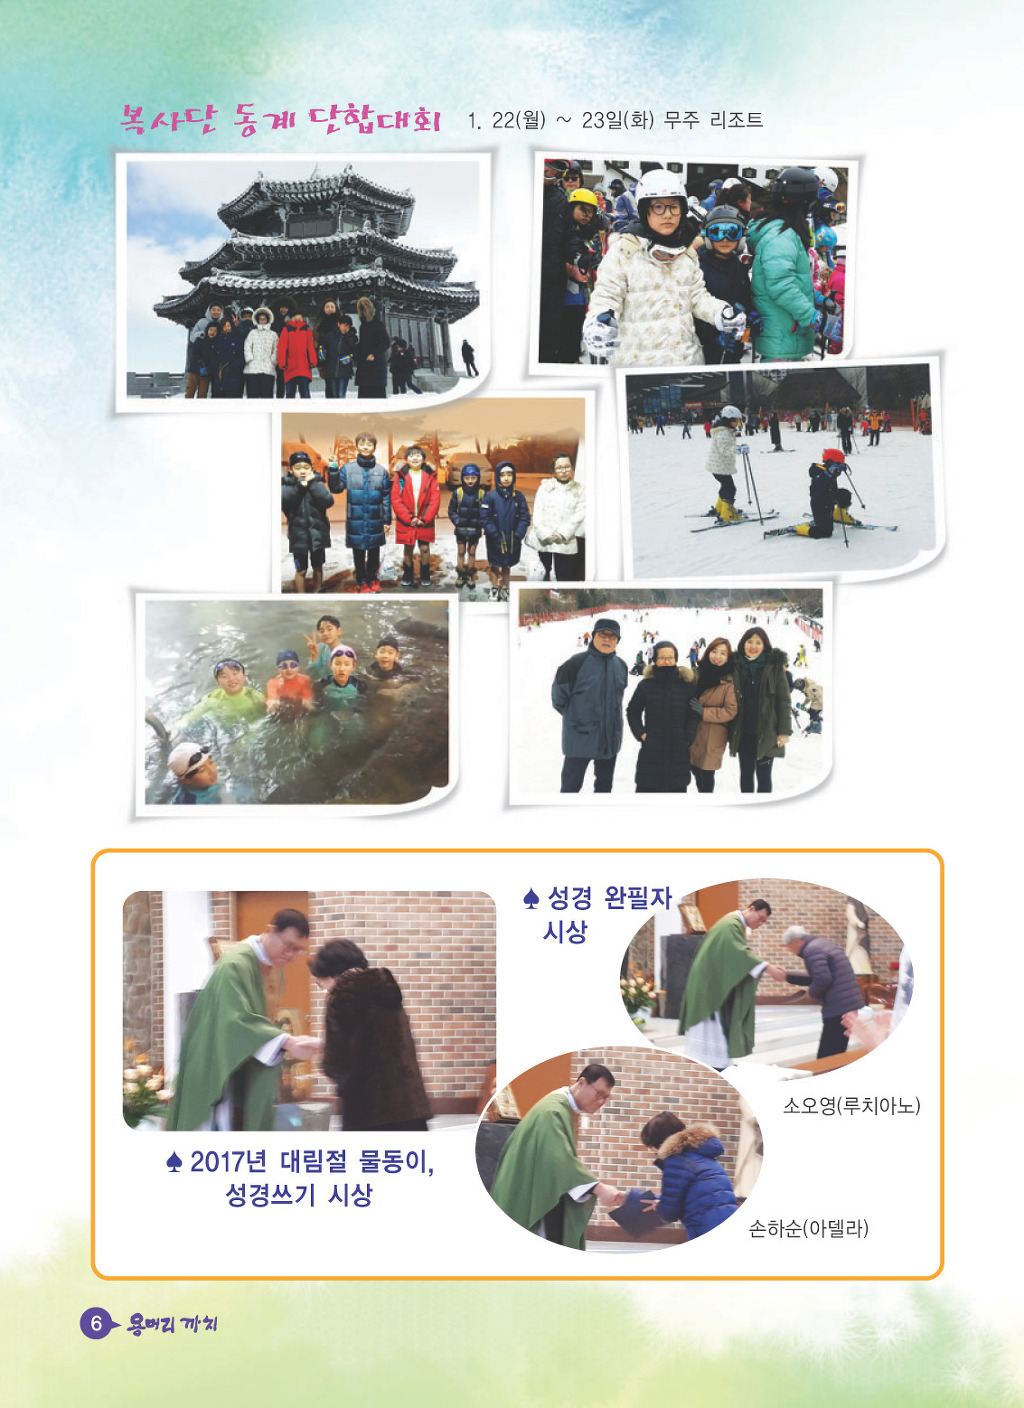 복사단 동계 단합대회 1. 22(월) ~ 23일(화) 무주 리조트
♠ 성경 완필자
시상
소오영(루치아노)
♠ 2017년 대림절 물동이,
성경쓰기 시상
손하순(아델라)
6 용머리 까치